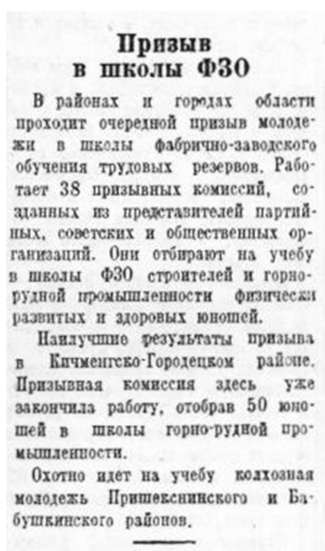 Призыв
в школы ФЗО
В районах и городах области
проходит очередной призыв молоде-
жи в школы фабрично-заводского
обучения трудовых резервов. Рабо-
тает 38 призывных комиссий, со-
зданных из представителей партий-
ных, советских и общественных ор-
ганизаций. Они отбирают на учебу
в школы ФЗО строителей и горно-
рудной промышленности физически
развитых и здоровых юношей.
Наилучшие результаты призыва
в Кичменгско-Городецком районе.
Призывная комиссия здесь уже
закончила работу, отобрав 50 юно-
шей в школы горно-рудной про-
мышленности.
Охотно идет на учебу колхозная
молодежь Пришекснинского и Ба-
бушкинского районов.